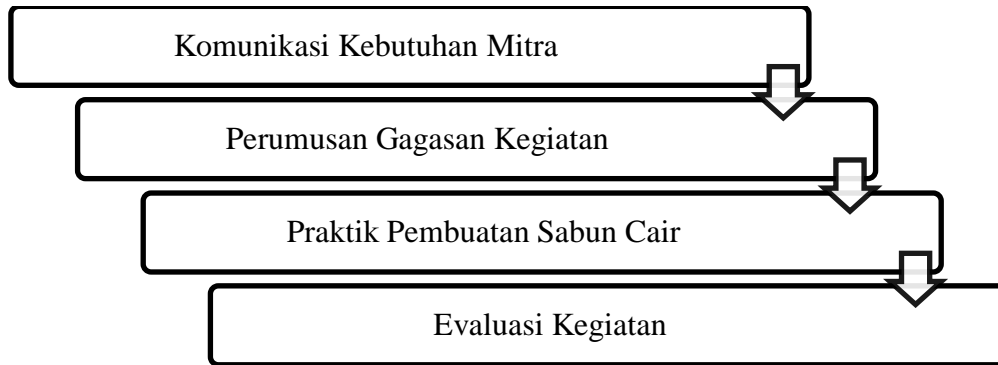 Komunikasi Kebutuhan Mitra
Perumusan Gagasan Kegiatan
Praktik Pembuatan Sabun Cair
Evaluasi Kegiatan